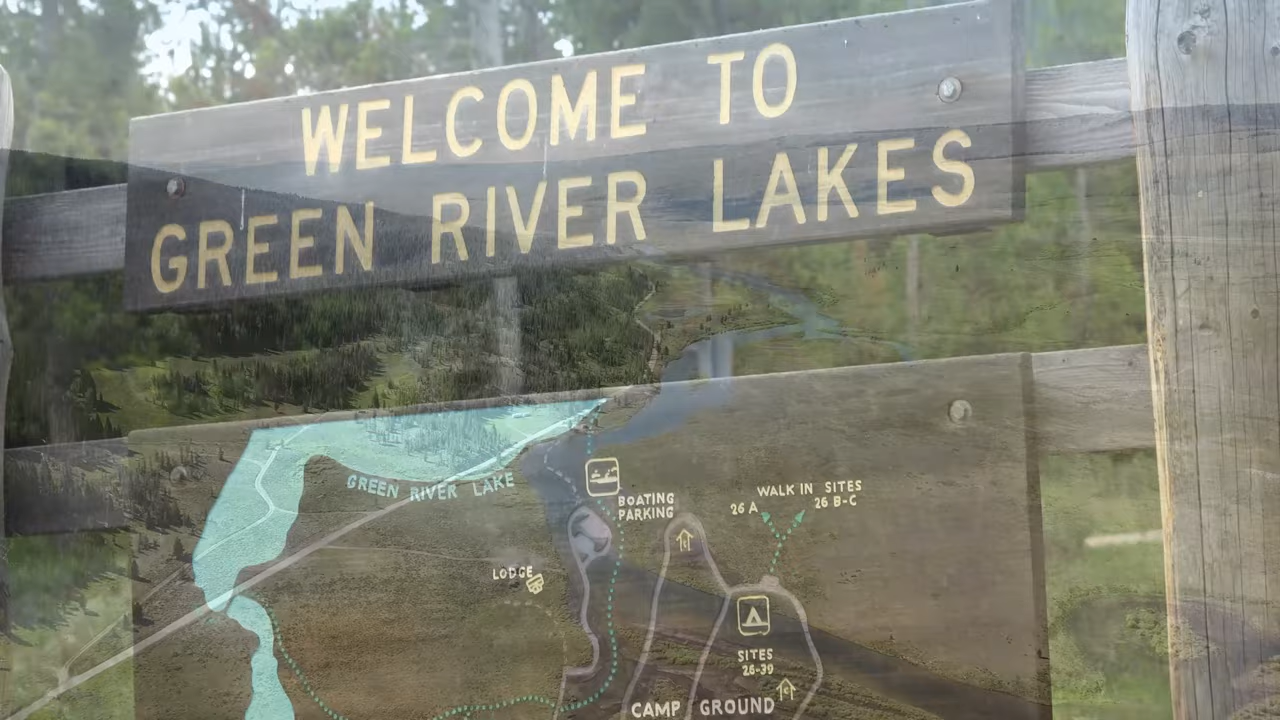 WELCOME TO
GREEN RIVER LAKES
GREEN RIVER LAKE
BOATING
PARKING
WALK IN SITES
26 A
26 B-C
LODGE
SITES
26-39
CAMP GROUND